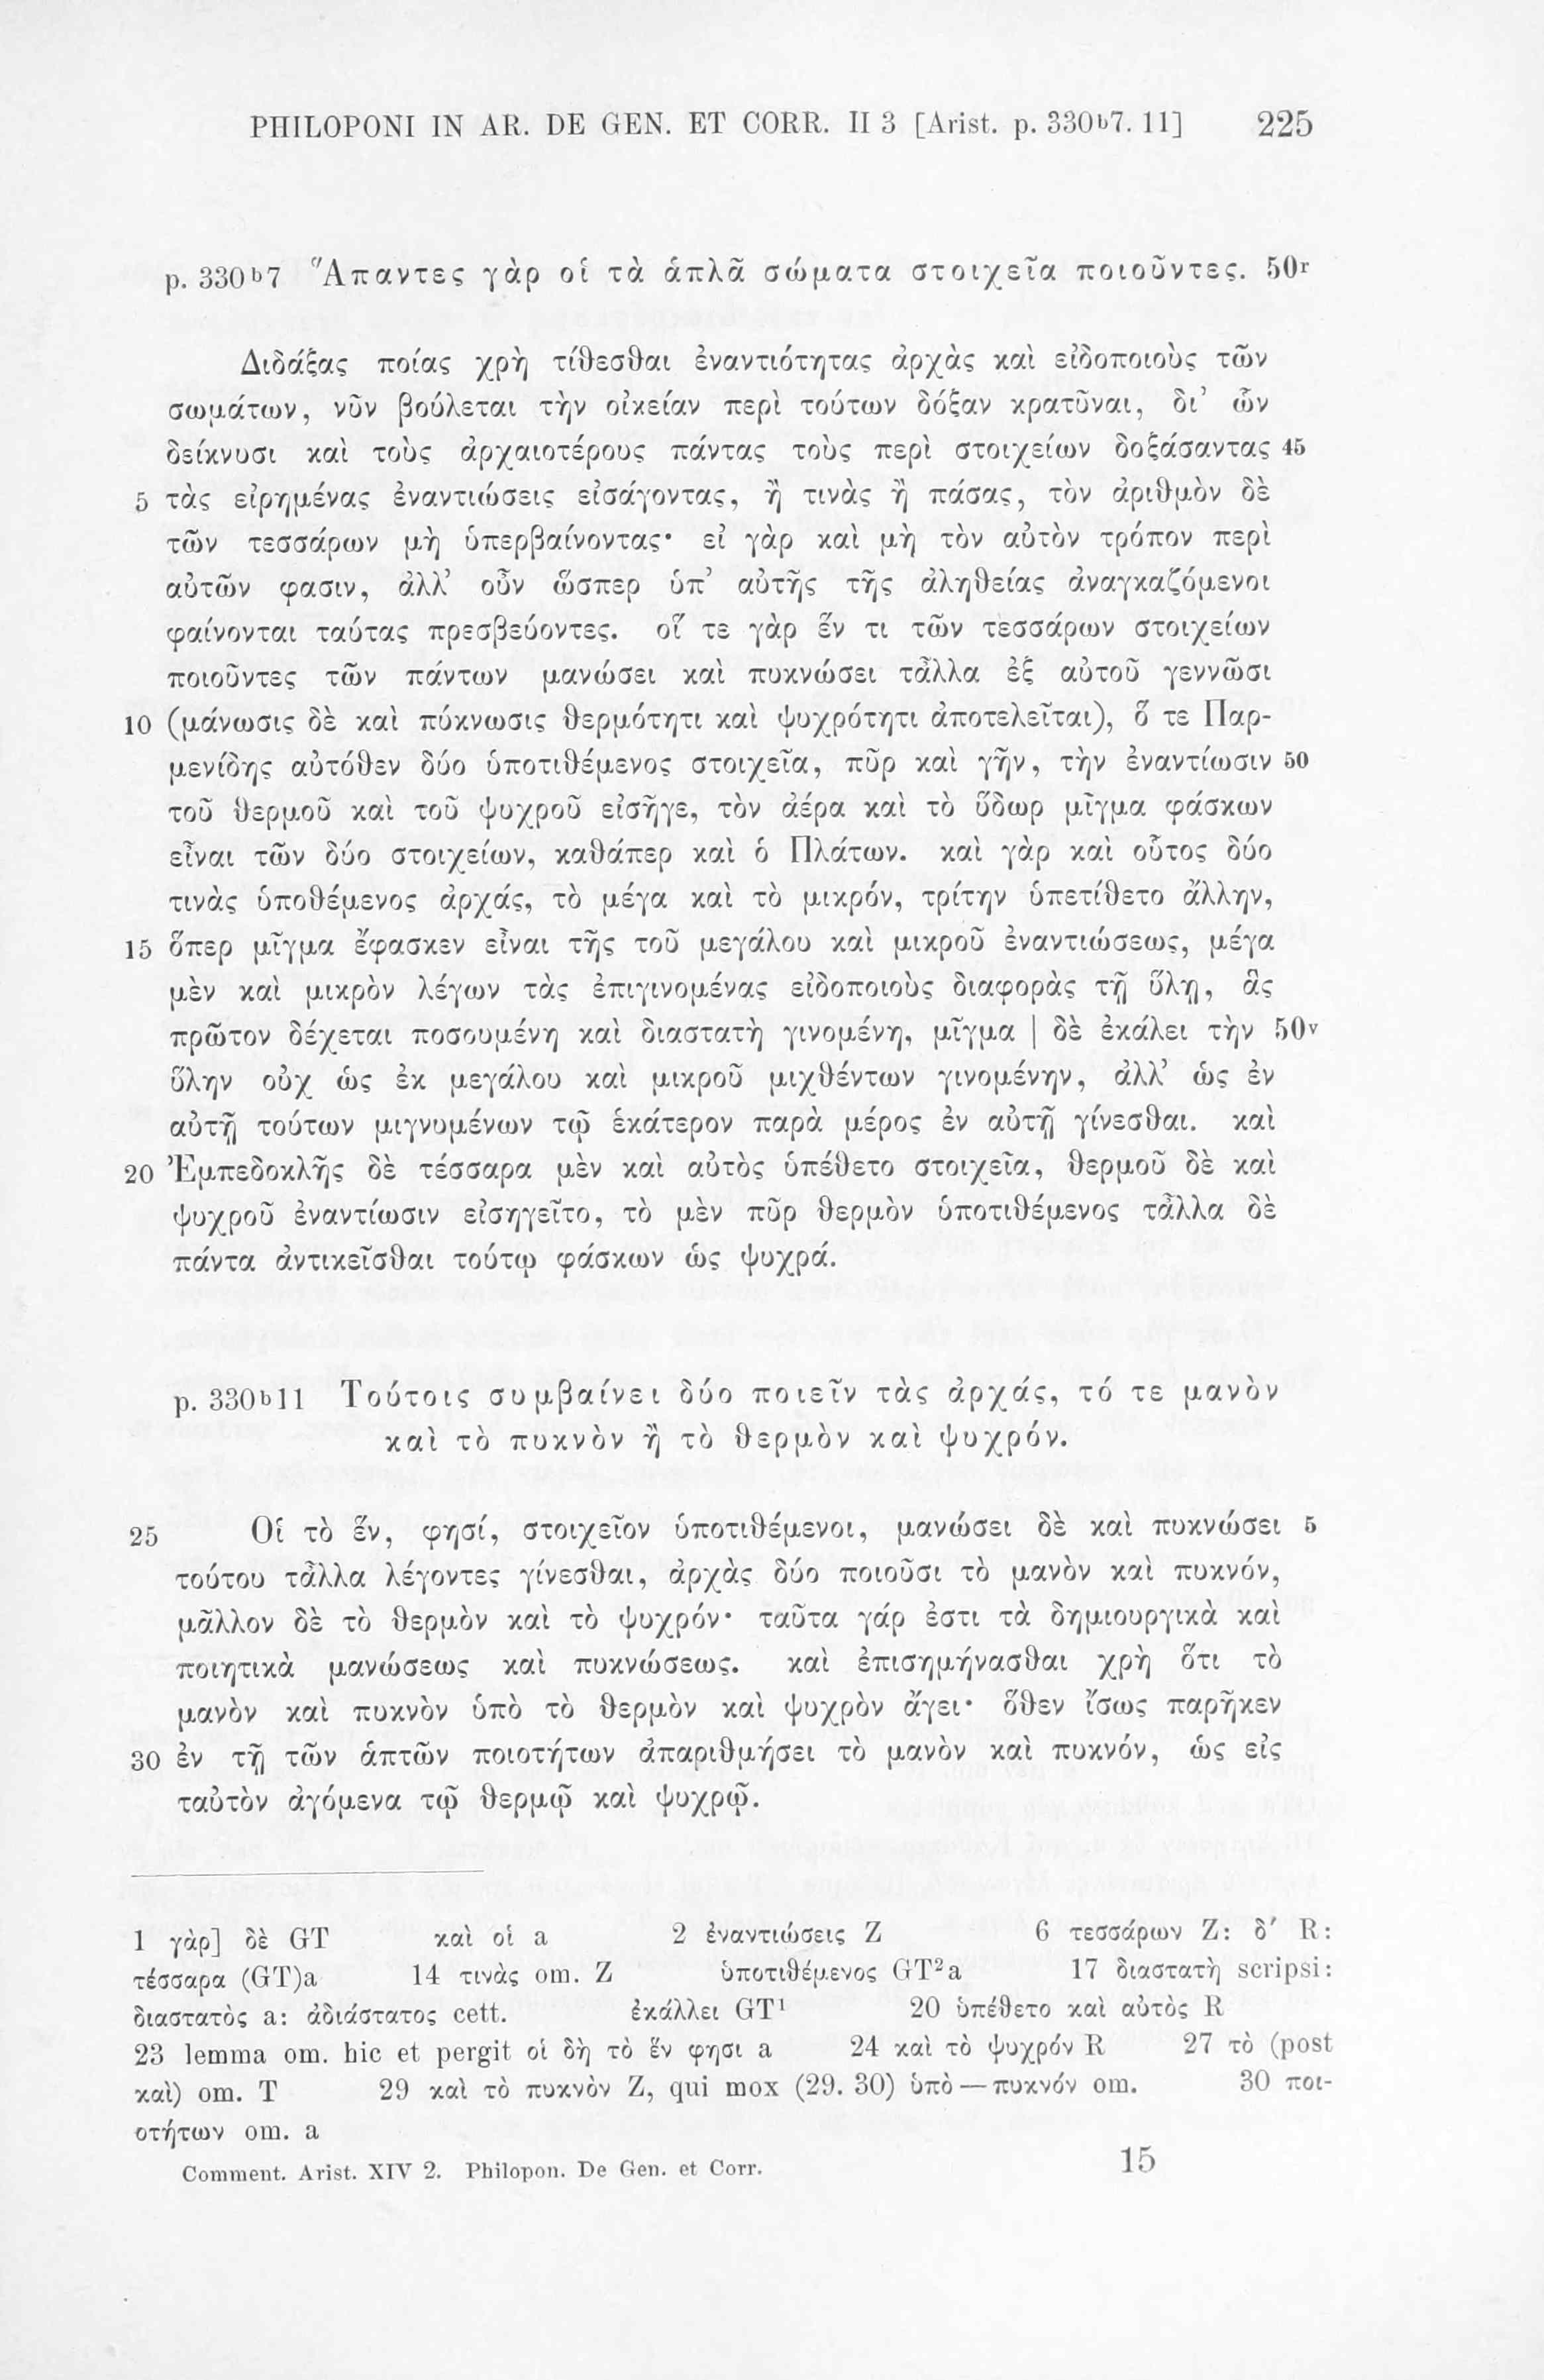 PHILOPONI IN AR. DE GEN. ET CORR. II 3 [Arist. p. 330b7. 11] 225
p. 330b7 Ἅπαντες γὰρ οἱ τὰ ἁπλᾶ σώματα στοιχεῖα ποιοῦντες. 50r
Διδάξας ποίας χρὴ τίθεσθαι ἐναντιότητας ἀρχὰς καὶ εἰδοποιοὺς τῶν
σωμάτων, νῦν βούλεται τὴν οἰκείαν περὶ τούτων δόξαν κρατῦναι, δι’ ὧν
δείκνυσι καὶ τοὺς ἀρχαιοτέρους πάντας τοὺς περὶ στοιχείων δοξάσαντας 45
5 τὰς εἰρημένας ἐναντιώσεις εἰσάγοντας, ἢ τινὰς ἢ πάσας, τὸν ἀριθμὸν δὲ
τῶν τεσσάρων μὴ ὑπερβαίνοντας· εἰ γὰρ καὶ μὴ τὸν αὐτὸν τρόπον περὶ
αὐτῶν φασιν, ἀλλ’ οὖν ὥσπερ ὑπ’ αὐτῆς τῆς ἀληθείας ἀναγκαζόμενοι
φαίνονται ταύτας πρεσβεύοντες. οἵ τε γὰρ ἕν τι τῶν τεσσάρων στοιχείων
ποιοῦντες τῶν πάντων μανώσει καὶ πυκνώσει τἆλλα ἐξ αὐτοῦ γεννῶσι
10 (μάνωσις δὲ καὶ πύκνωσις θερμότητι καὶ ψυχρότητι ἀποτελεῖται), ὅ τε Παρ-
μενίδης αὐτόθεν δύο ὑποτιθέμενος στοιχεῖα, πῦρ καὶ γῆν, τὴν ἐναντίωσιν 50
τοῦ θερμοῦ καὶ τοῦ ψυχροῦ εἰσῆγε, τὸν ἀέρα καὶ τὸ ὕδωρ μῖγμα φάσκων
εἶναι τῶν δύο στοιχείων, καθάπερ καὶ ὁ Πλάτων. καὶ γὰρ καὶ οὗτος δύο
τινὰς ὑποθέμενος ἀρχάς, τὸ μέγα καὶ τὸ μικρόν, τρίτην ὑπετίθετο ἄλλην,
15 ὅπερ μῖγμα ἔφασκεν εἶναι τῆς τοῦ μεγάλου καὶ μικροῦ ἐναντιώσεως, μέγα
μὲν καὶ μικρὸν λέγων τὰς ἐπιγινομένας εἰδοποιοὺς διαφορὰς τῇ ὕλῃ, ἃς
πρῶτον δέχεται ποσουμένη καὶ διαστατὴ γινομένη, μῖγμα | δὲ ἐκάλει τὴν 50v
ὕλην οὐχ ὡς ἐκ μεγάλου καὶ μικροῦ μιχθέντων γινομένην, ἀλλ’ ὡς ἐν
αὐτῇ τούτων μιγνυμένων τῷ ἑκάτερον παρὰ μέρος ἐν αὐτῇ γίνεσθαι. καὶ
20 Ἐμπεδοκλῆς δὲ τέσσαρα μὲν καὶ αὐτὸς ὑπέθετο στοιχεῖα, θερμοῦ δὲ καὶ
ψυχροῦ ἐναντίωσιν εἰσηγεῖτο, τὸ μὲν πῦρ θερμὸν ὑποτιθέμενος τἆλλα δὲ
πάντα ἀντικεῖσθαι τούτῳ φάσκων ὡς ψυχρά.
p. 330b11 Τούτοις συμβαίνει δύο ποιεῖν τὰς ἀρχάς, τό τε μανὸν
καὶ τὸ πυκνὸν ἢ τὸ θερμὸν καὶ ψυχρόν.
25 Οἱ τὸ ἕν, φησί, στοιχεῖον ὑποτιθέμενοι, μανώσει δὲ καὶ πυκνώσει 5
τούτου τἆλλα λέγοντες γίνεσθαι, ἀρχὰς δύο ποιοῦσι τὸ μανὸν καὶ πυκνόν,
μᾶλλον δὲ τὸ θερμὸν καὶ τὸ ψυχρόν· ταῦτα γάρ ἐστι τὰ δημιουργικὰ καὶ
ποιητικὰ μανώσεως καὶ πυκνώσεως. καὶ ἐπισημήνασθαι χρὴ ὅτι τὸ
μανὸν καὶ πυκνὸν ὑπὸ τὸ θερμὸν καὶ ψυχρὸν ἄγει· ὅθεν ἴσως παρῆκεν
30 ἐν τῇ τῶν ἁπτῶν ποιοτήτων ἀπαριθμήσει τὸ μανὸν καὶ πυκνόν, ὡς εἰς
ταὐτὸν ἀγόμενα τῷ θερμῷ καὶ ψυχρῷ.
1 γὰρ] δὲ GT καὶ οἱ a 2 ἐναντιώσεις Z 6 τεσσάρων Z: δ′ R:
τέσσαρα (GT)a 14 τινὰς om. Z ὑποτιθέμενος GT²a 17 διαστατὴ scripsi:
διαστατὸς a: ἀδιάστατος cett. ἐκάλλει GT¹ 20 ὑπέθετο καὶ αὐτὸς R
23 lemma om. hic et pergit οἱ δὴ τὸ ἕν φησι a 24 καὶ τὸ ψυχρόν R 27 τὸ (post
καὶ) om. T 29 καὶ τὸ πυκνὸν Z, qui mox (29. 30) ὑπὸ — πυκνόν om. 30 ποι-
οτήτων om. a
Comment. Arist. XIV 2. Philopon. De Gen. et Corr. 15